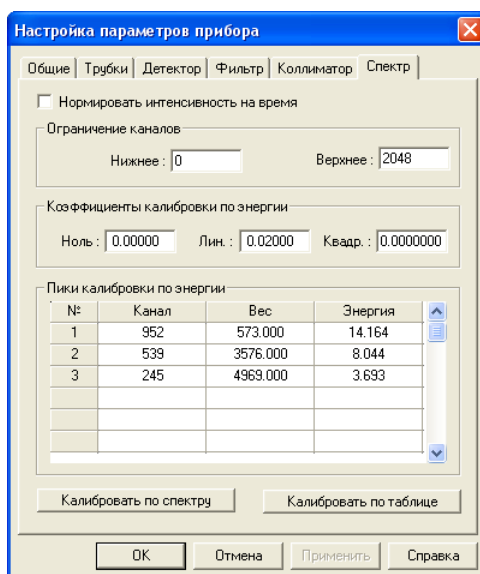 Настройка параметров прибора
Общие Трубки Детектор Фильтр Коллиматор Спектр
Нормировать интенсивность на время
Ограничение каналов
Нижнее : 0 Верхнее : 2048
Коэффициенты калибровки по энергии
Ноль : 0.00000 Лин. : 0.02000 Квадр. : 0.0000000
Пики калибровки по энергии
№ Канал Вес Энергия
1 952 573.000 14.164
2 539 3576.000 8.044
3 245 4969.000 3.693
Калибровать по спектру Калибровать по таблице
OK Отмена Применить Справка